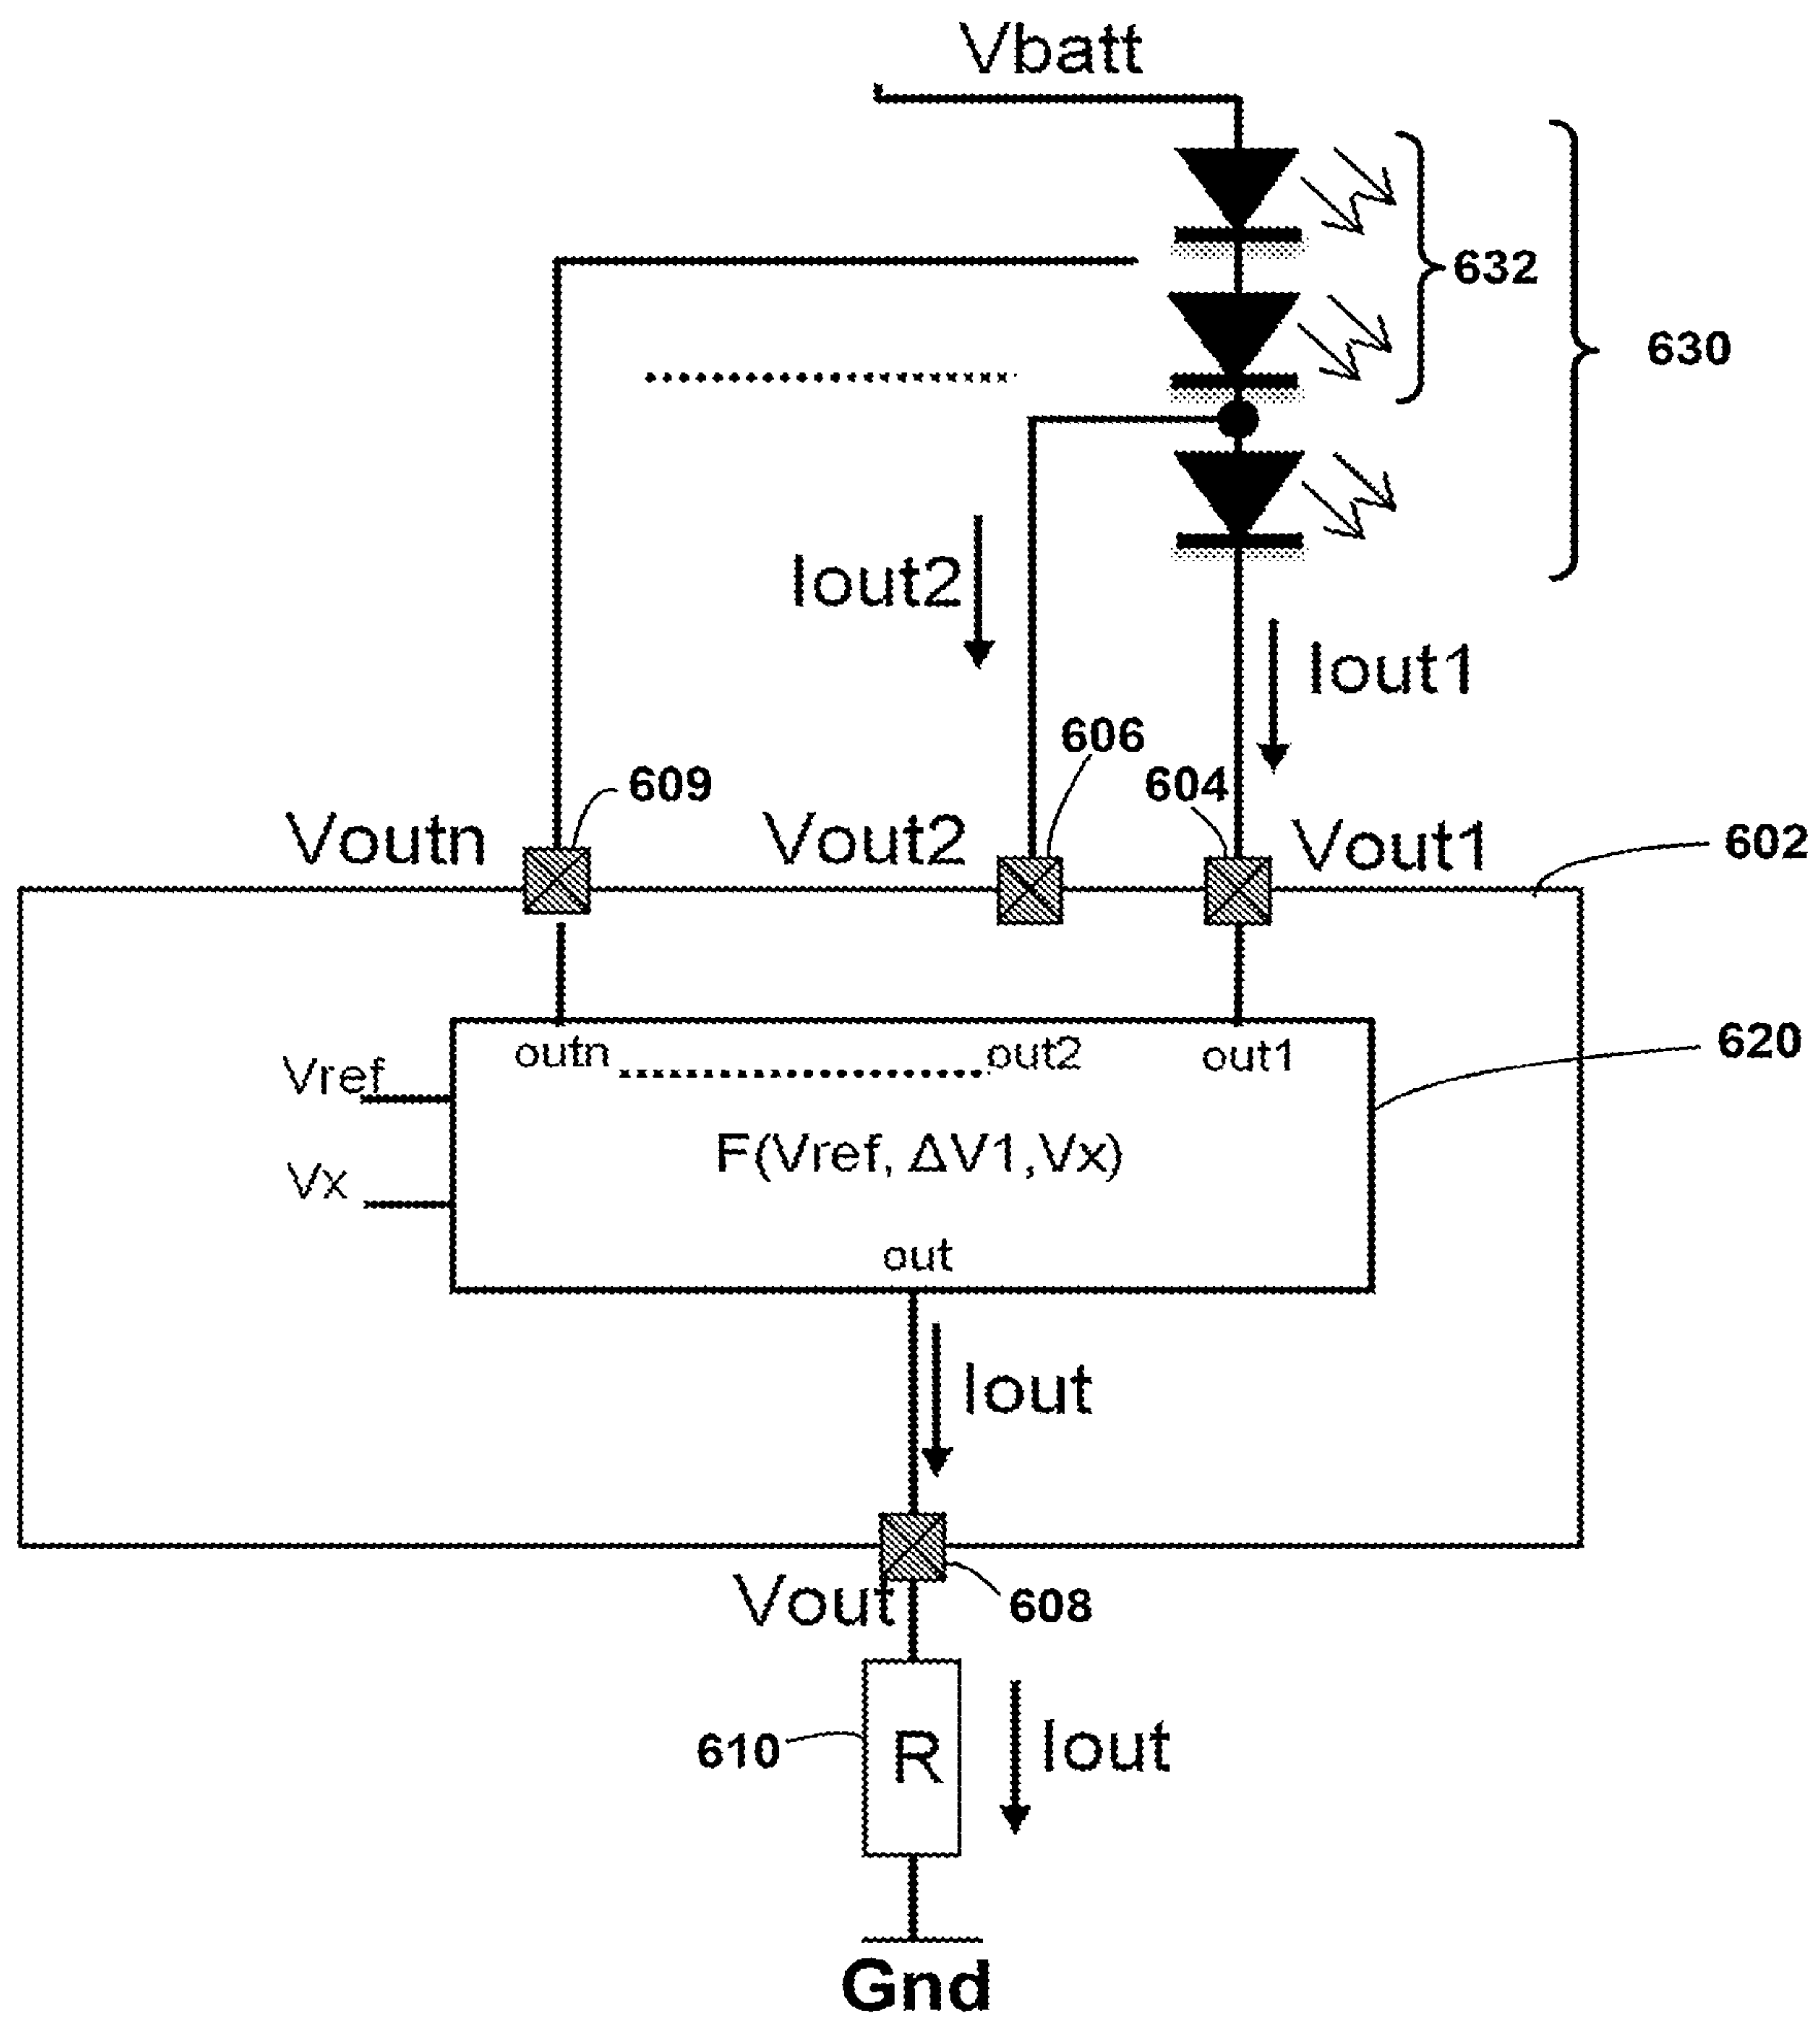 Vbatt
632
630
Iout2
Iout1
606
609
604
Voutn
Vout2
Vout1
602
outn
out2
out1
620
Vref
F(Vref, ΔV1,Vx)
Vx
out
Iout
Vout
608
610
R
Iout
Gnd